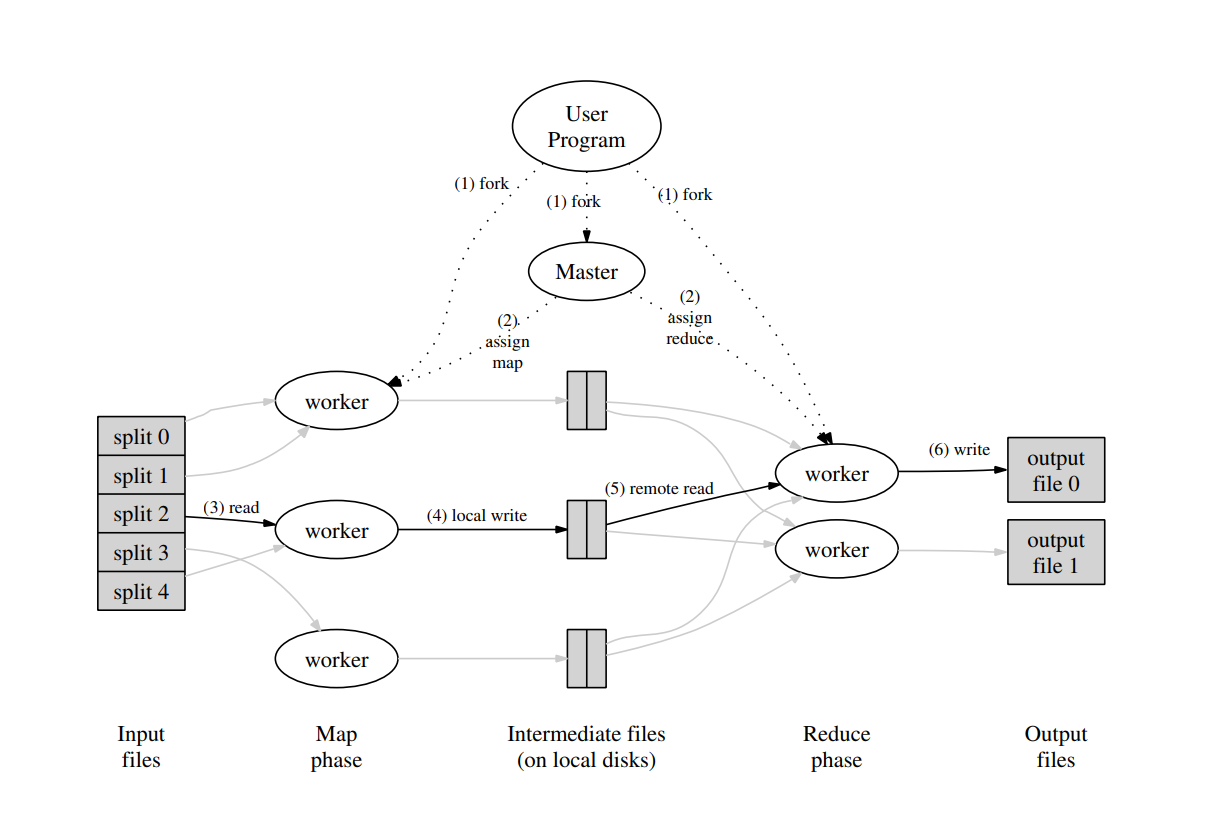 User
Program
(1) fork
(1) fork
(1) fork
Master
(2)
assign
map
(2)
assign
reduce
worker
split 0
split 1
split 2
split 3
split 4
(3) read
worker
(4) local write
worker
(5) remote read
worker
(6) write
output
file 0
worker
output
file 1
Input
files
Map
phase
Intermediate files
(on local disks)
Reduce
phase
Output
files